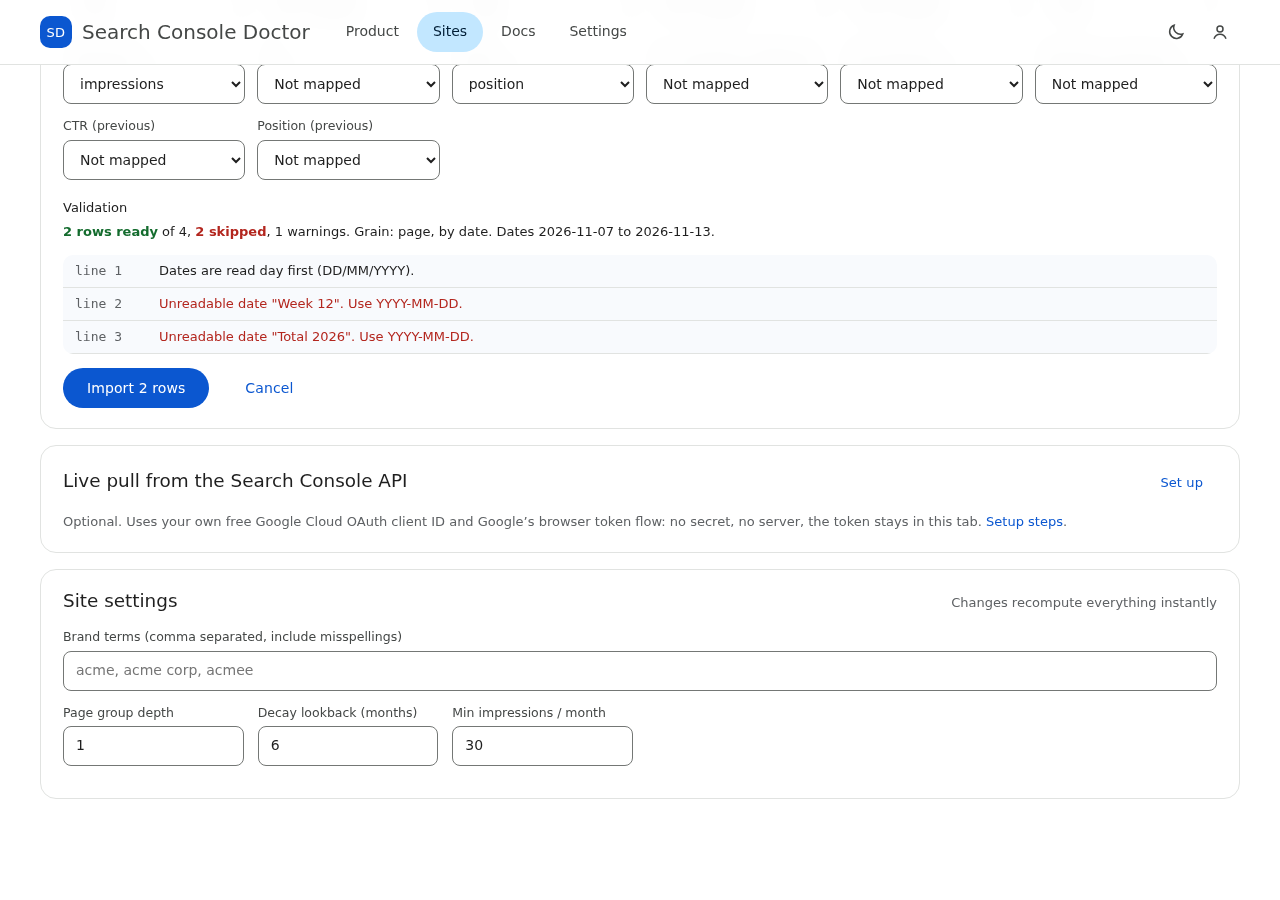 SD Search Console Doctor Product Sites Docs Settings
impressions Not mapped position Not mapped Not mapped Not mapped
CTR (previous) Position (previous)
Not mapped Not mapped
Validation
2 rows ready of 4, 2 skipped, 1 warnings. Grain: page, by date. Dates 2026-11-07 to 2026-11-13.
line 1 Dates are read day first (DD/MM/YYYY).
line 2 Unreadable date "Week 12". Use YYYY-MM-DD.
line 3 Unreadable date "Total 2026". Use YYYY-MM-DD.
Import 2 rows Cancel
Live pull from the Search Console API Set up
Optional. Uses your own free Google Cloud OAuth client ID and Google’s browser token flow: no secret, no server, the token stays in this tab. Setup steps.
Site settings Changes recompute everything instantly
Brand terms (comma separated, include misspellings)
acme, acme corp, acmee
Page group depth Decay lookback (months) Min impressions / month
1 6 30